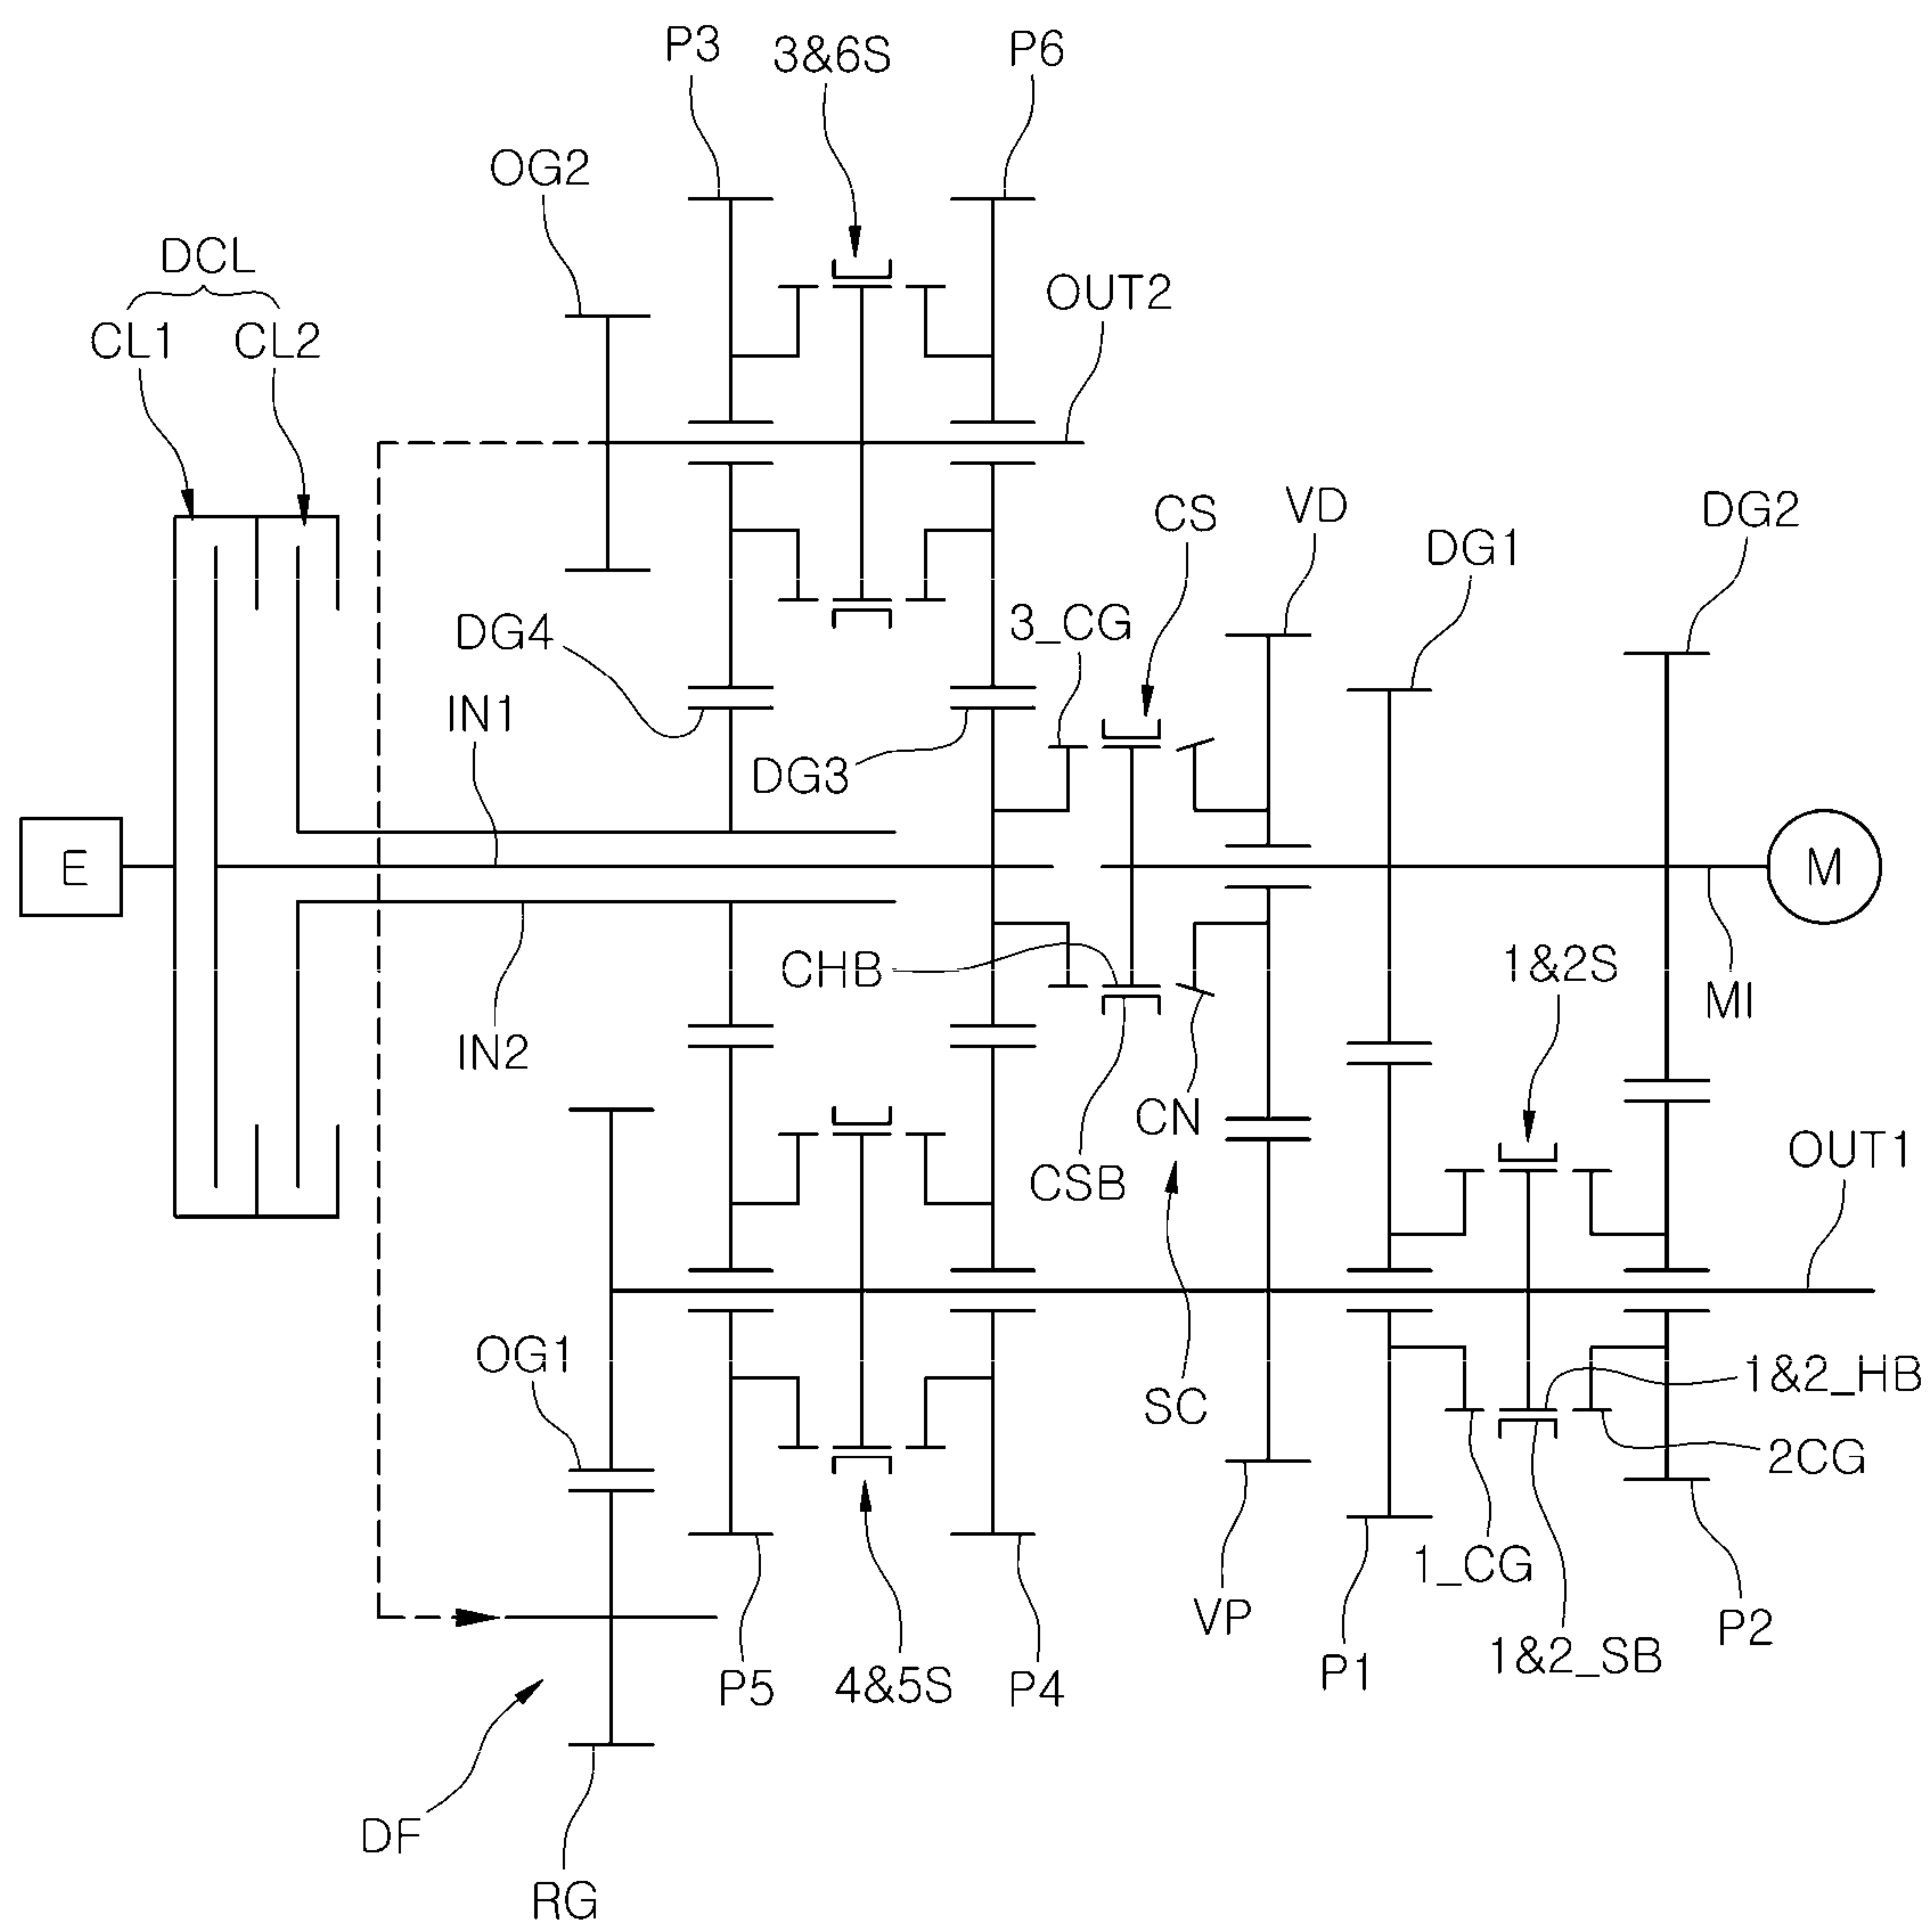 P3
3&6S
P6
OG2
DCL
CL1
CL2
OUT2
CS
VD
DG1
DG2
DG4
3_CG
IN1
DG3
E
M
CHB
1&2S
MI
IN2
CN
CSB
OUT1
OG1
SC
1&2_HB
2CG
1_CG
VP
P1
1&2_SB
P2
P5
4&5S
P4
DF
RG